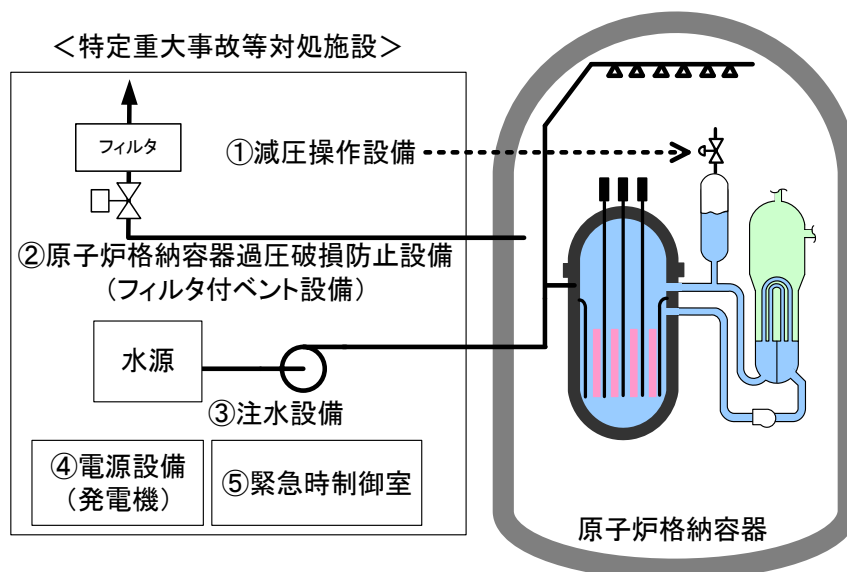 ＜特定重大事故等対処施設＞
フィルタ
①減圧操作設備
②原子炉格納容器過圧破損防止設備
（フィルタ付ベント設備）
水源
③注水設備
④電源設備
（発電機）
⑤緊急時制御室
原子炉格納容器